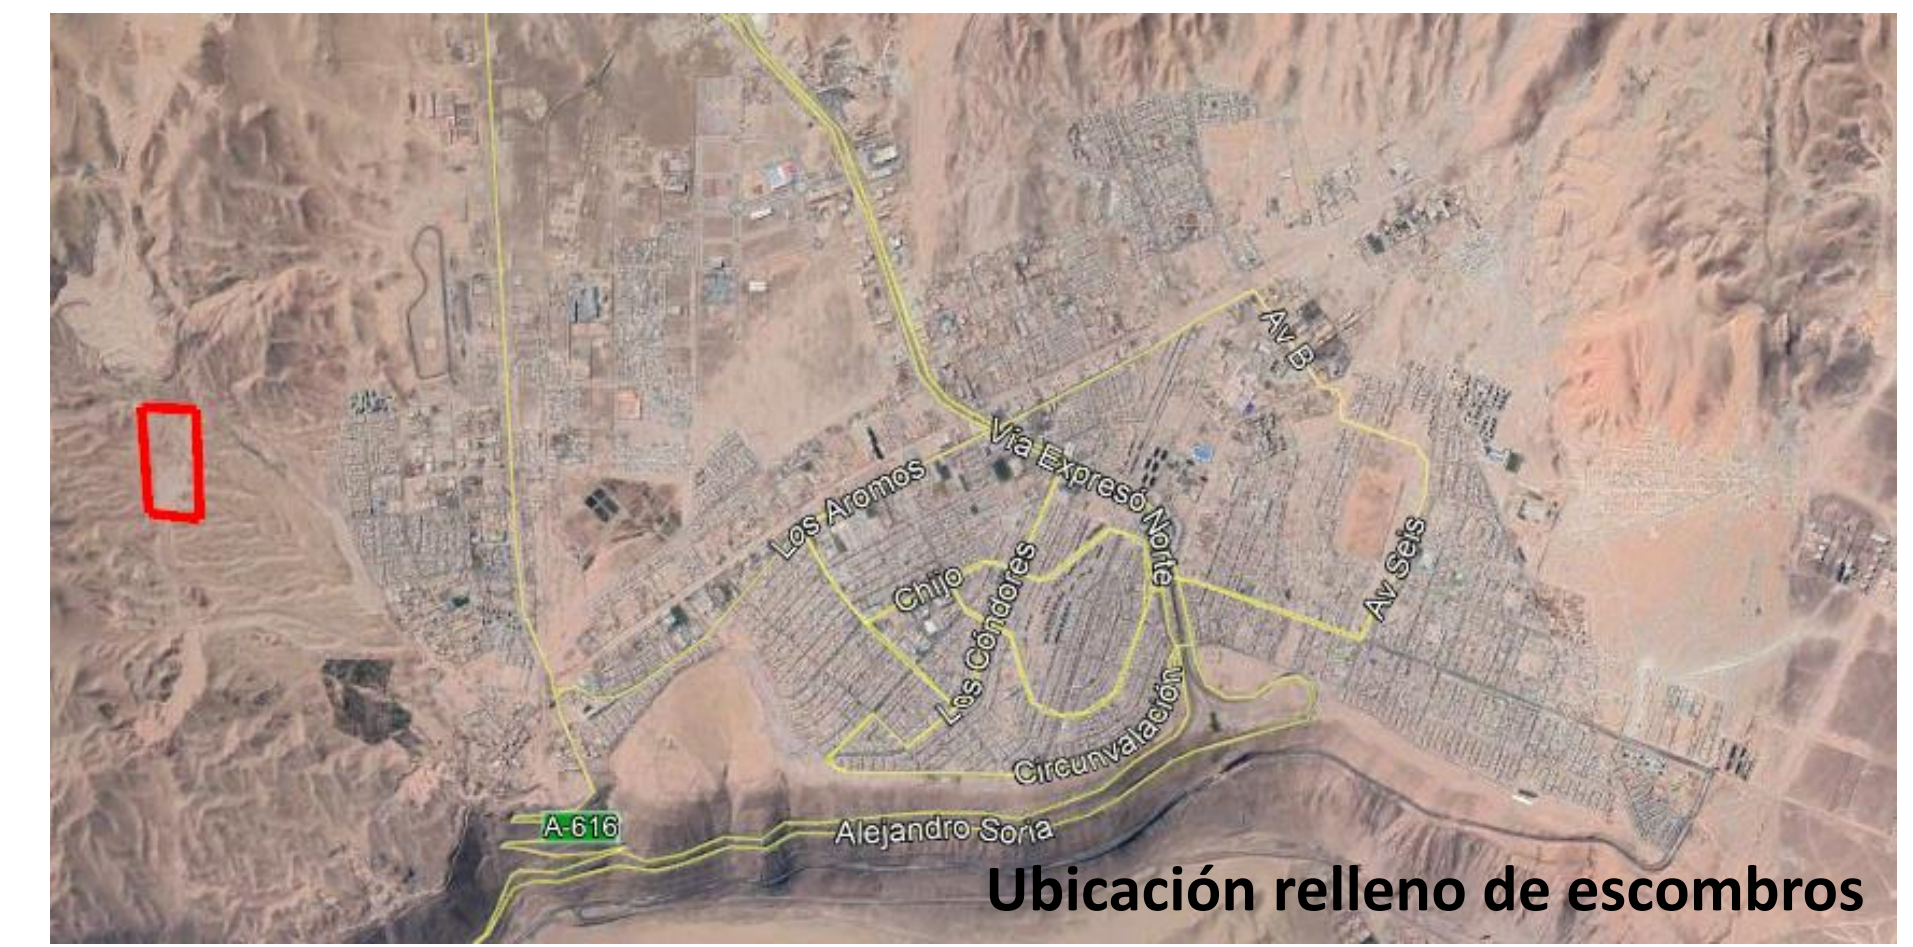 Av B
Vía Expresó Norte
Los Aromos
Chijo
Los Cóndores
Av Seis
Circunvalación
A-616
Alejandro Soria
Ubicación relleno de escombros